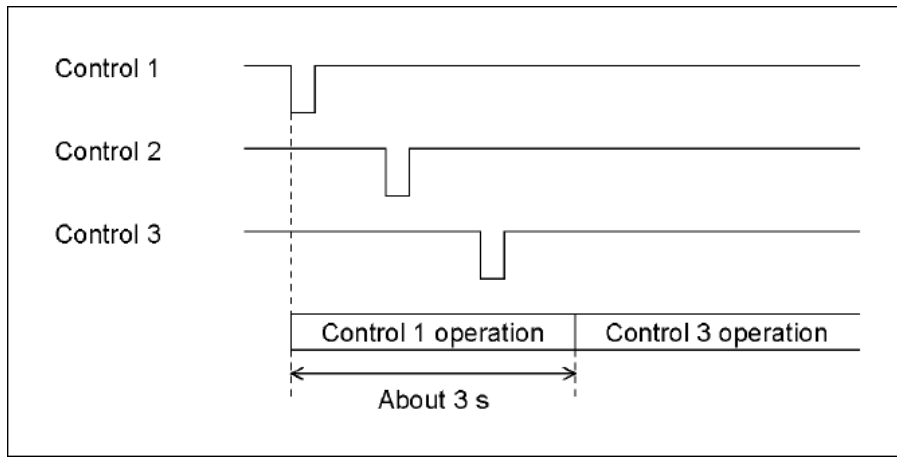 Control 1
Control 2
Control 3
Control 1 operation
Control 3 operation
About 3 s